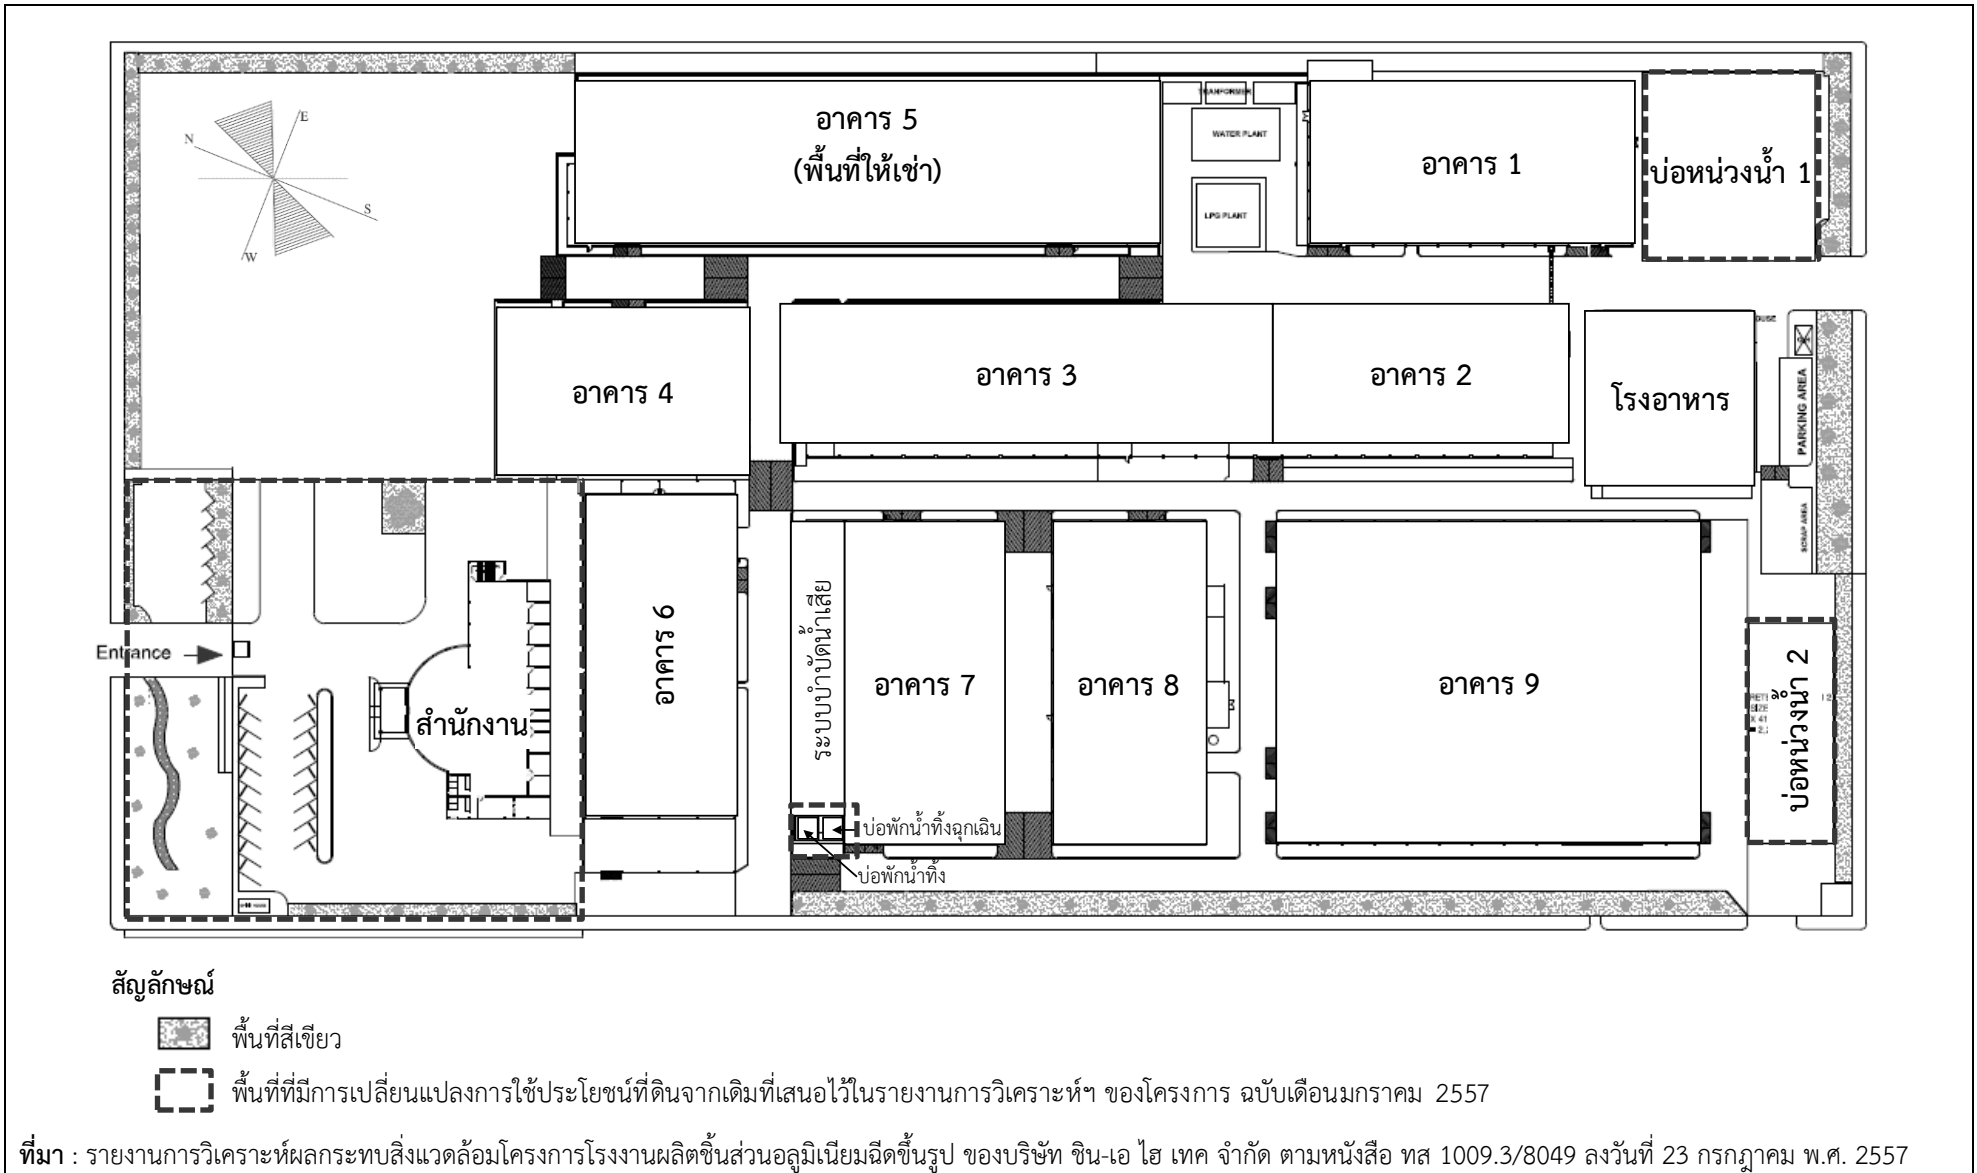 อาคาร 5
(พื้นที่ให้เช่า)
TRANFORMER
WATER PLANT
LPG PLANT
อาคาร 1
บ่อหน่วงน้ำ 1
N
E
S
W
อาคาร 4
อาคาร 3
อาคาร 2
โรงอาหาร
PARKING AREA
SCRAP AREA
Entrance
สำนักงาน
อาคาร 6
ระบบบำบัดน้ำเสีย
อาคาร 7
อาคาร 8
อาคาร 9
บ่อหน่วงน้ำ 2
บ่อพักน้ำทิ้งฉุกเฉิน
บ่อพักน้ำทิ้ง
สัญลักษณ์
พื้นที่สีเขียว
พื้นที่ที่มีการเปลี่ยนแปลงการใช้ประโยชน์ที่ดินจากเดิมที่เสนอไว้ในรายงานการวิเคราะห์ฯ ของโครงการ ฉบับเดือนมกราคม 2557
ที่มา : รายงานการวิเคราะห์ผลกระทบสิ่งแวดล้อมโครงการโรงงานผลิตชิ้นส่วนอลูมิเนียมฉีดขึ้นรูป ของบริษัท ชิน-เอ ไฮ เทค จำกัด ตามหนังสือ ทส 1009.3/8049 ลงวันที่ 23 กรกฎาคม พ.ศ. 2557